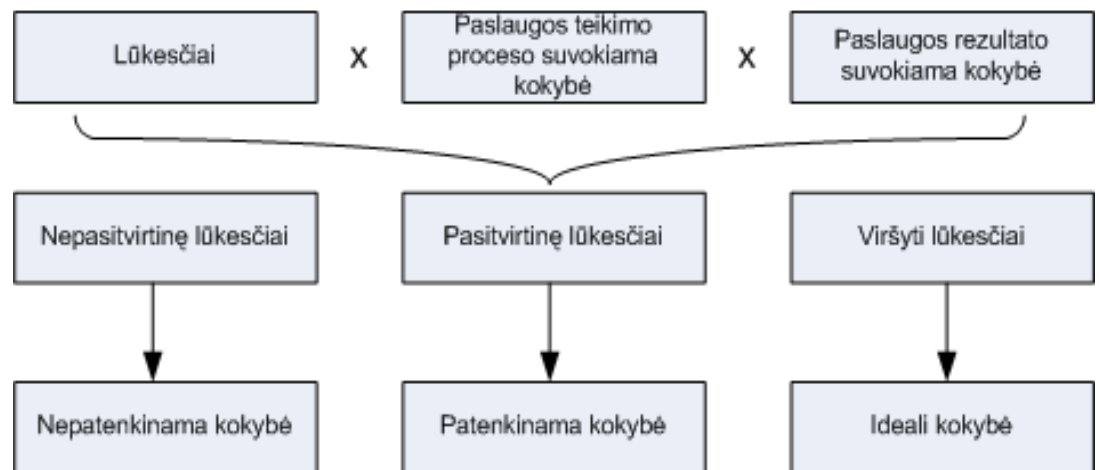 Lūkesčiai
x
Paslaugos teikimo
proceso suvokiama
kokybė
x
Paslaugos rezultato
suvokiama kokybė
Nepasitvirtinę lūkesčiai
Pasitvirtinę lūkesčiai
Viršyti lūkesčiai
Nepatenkinama kokybė
Patenkinama kokybė
Ideali kokybė